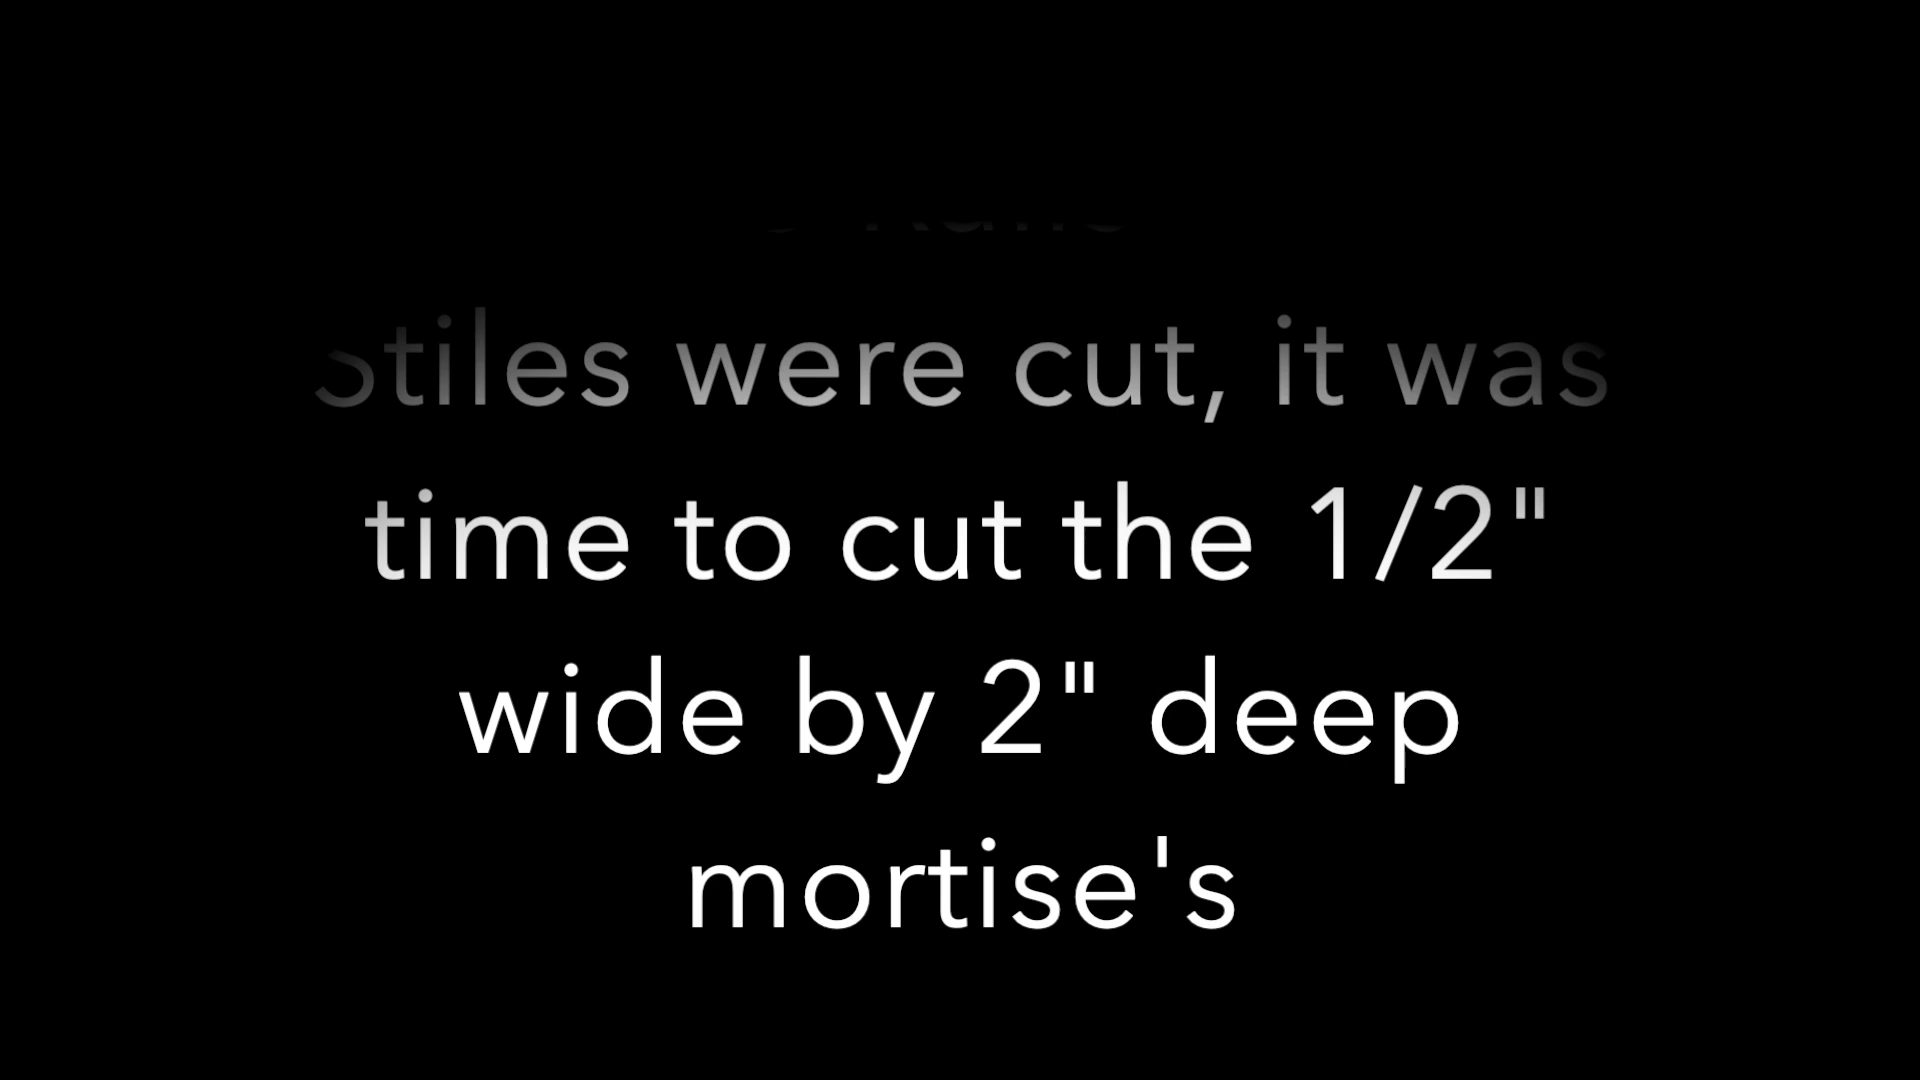 Stiles were cut, it was
time to cut the 1/2"
wide by 2" deep
mortise's